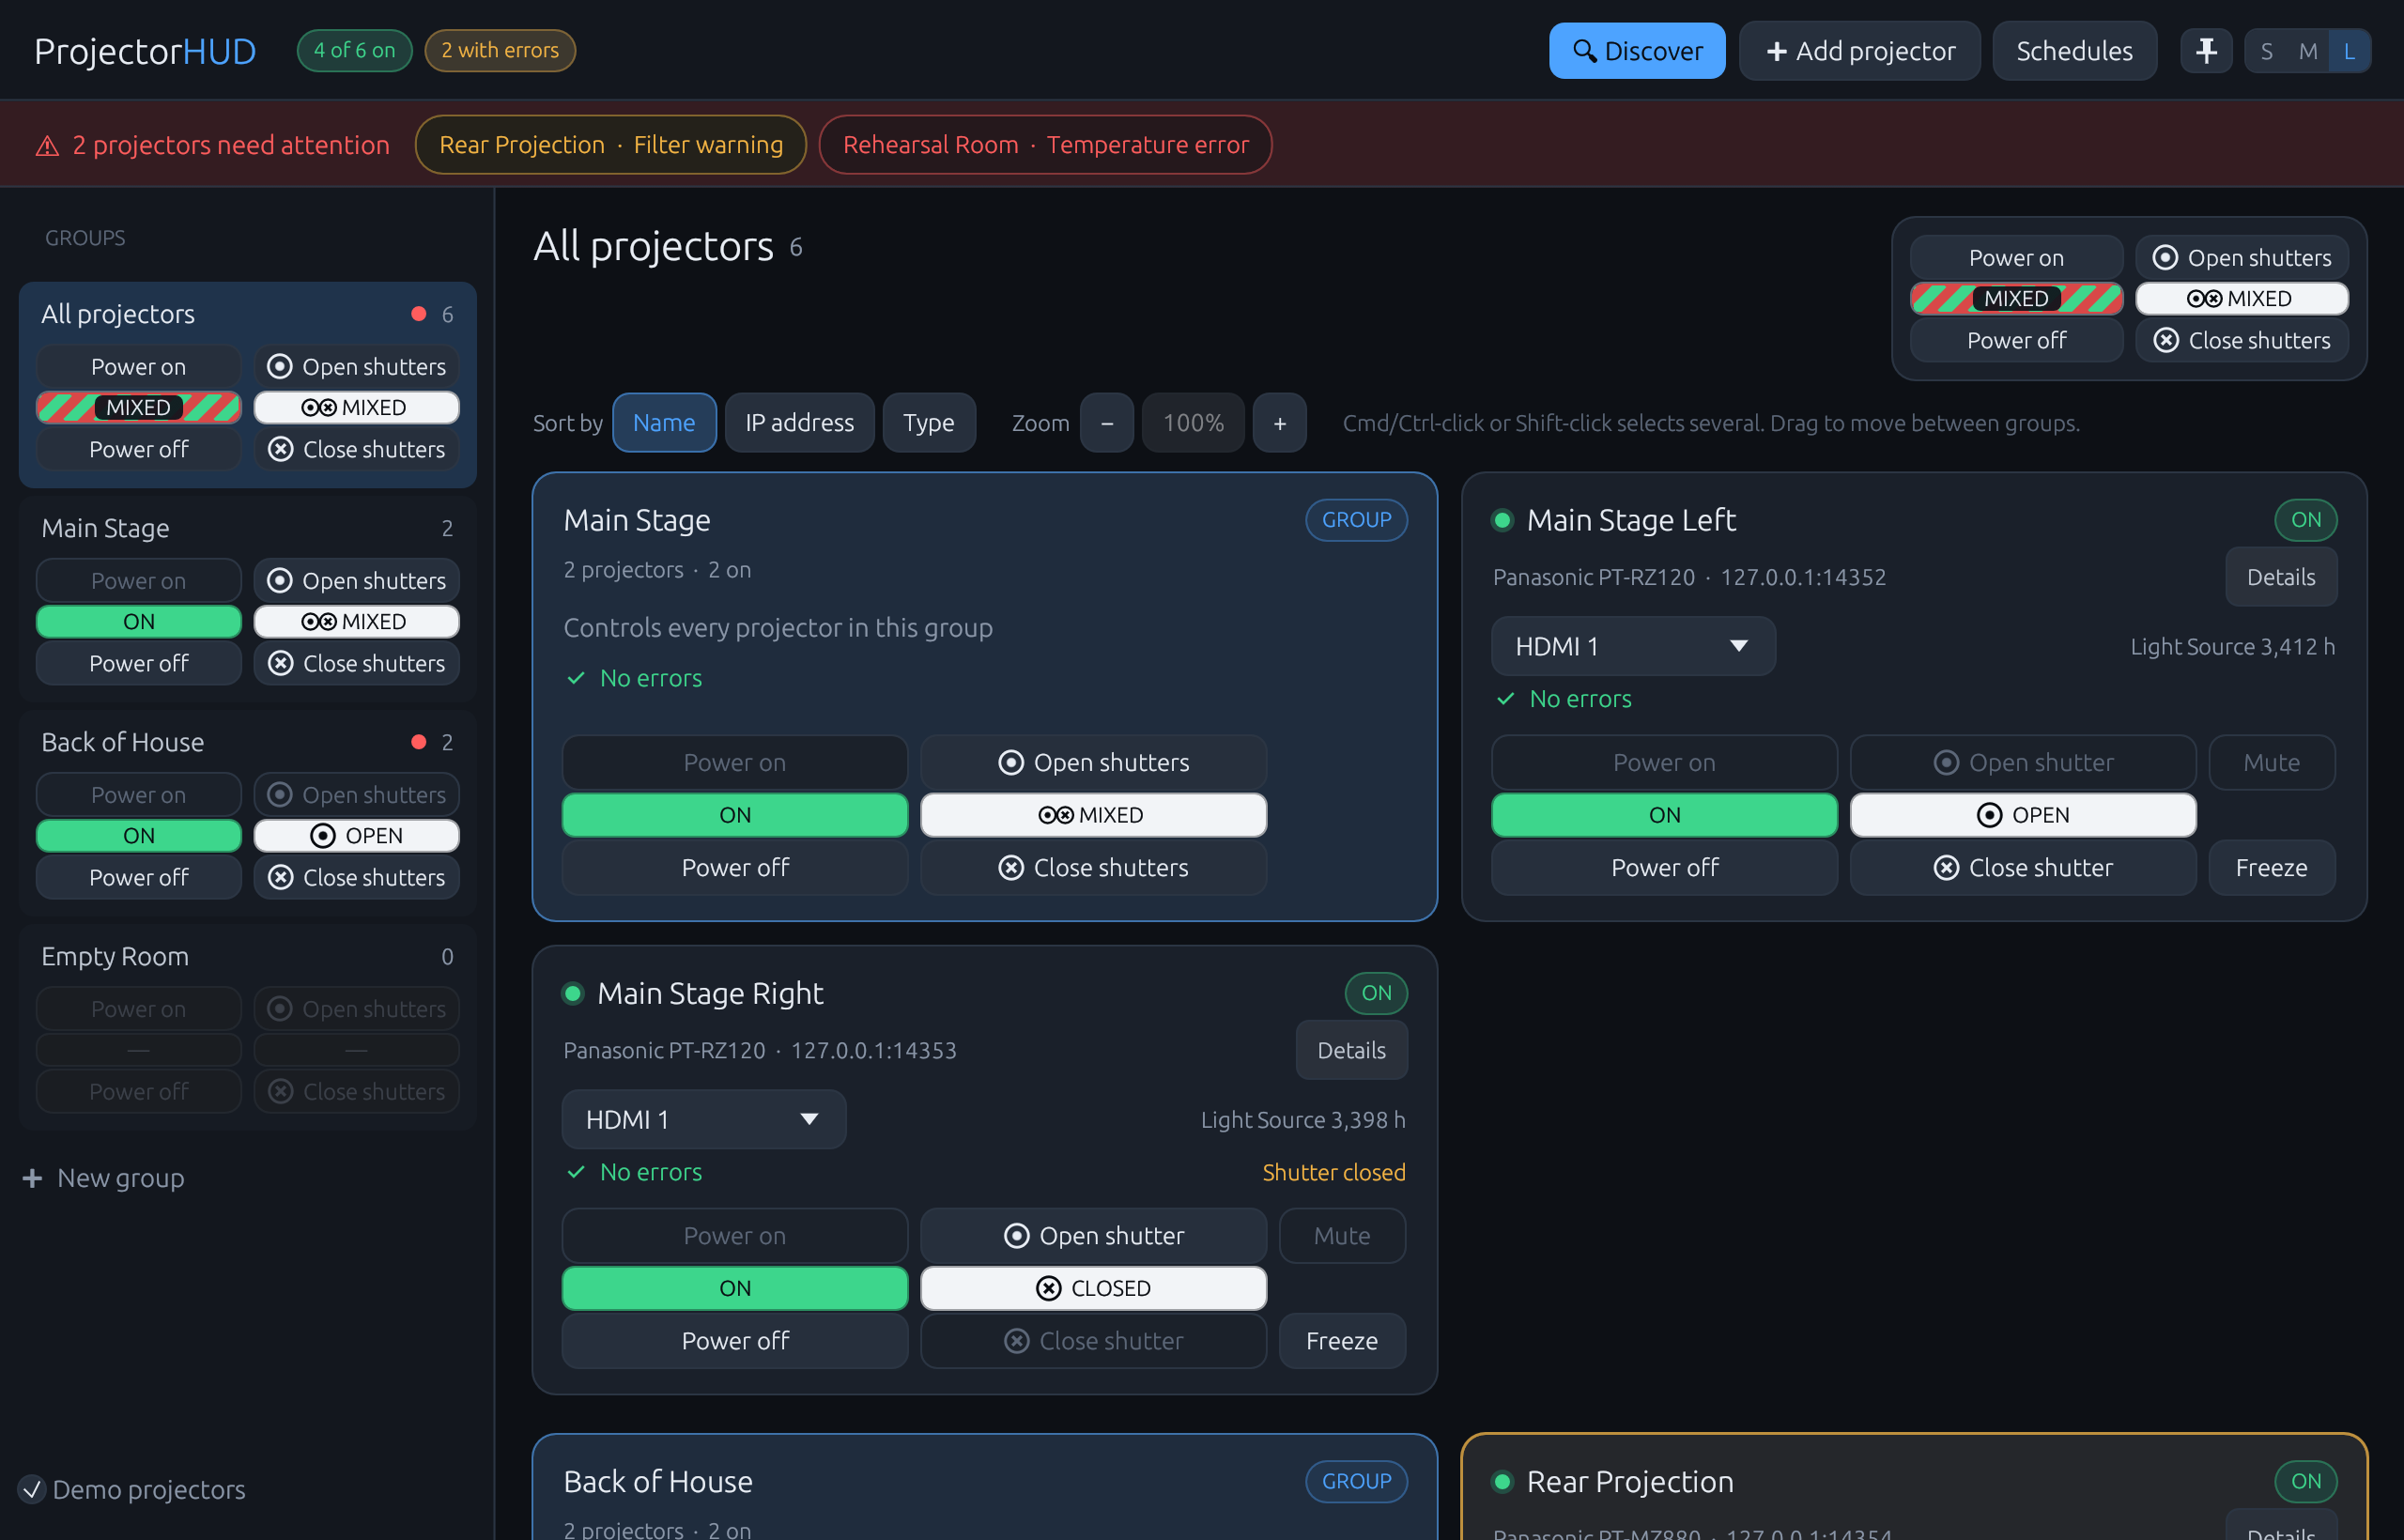 ProjectorHUD
4 of 6 on
2 with errors
Discover
+ Add projector
Schedules
S M L
2 projectors need attention
Rear Projection · Filter warning
Rehearsal Room · Temperature error
GROUPS
All projectors 6
Power on Open shutters
MIXED MIXED
Power off Close shutters
Main Stage 2
Power on Open shutters
ON MIXED
Power off Close shutters
Back of House 2
Power on Open shutters
ON OPEN
Power off Close shutters
Empty Room 0
Power on Open shutters
— —
Power off Close shutters
+ New group
Demo projectors
All projectors 6
Power on Open shutters
MIXED MIXED
Power off Close shutters
Sort by Name IP address Type Zoom − 100% + Cmd/Ctrl-click or Shift-click selects several. Drag to move between groups.
Main Stage GROUP
2 projectors · 2 on
Controls every projector in this group
✓ No errors
Power on Open shutters
ON MIXED
Power off Close shutters
Main Stage Left ON
Panasonic PT-RZ120 · 127.0.0.1:14352 Details
HDMI 1 Light Source 3,412 h
✓ No errors
Power on Open shutter Mute
ON OPEN
Power off Close shutter Freeze
Main Stage Right ON
Panasonic PT-RZ120 · 127.0.0.1:14353 Details
HDMI 1 Light Source 3,398 h
✓ No errors Shutter closed
Power on Open shutter Mute
ON CLOSED
Power off Close shutter Freeze
Back of House GROUP
2 projectors · 2 on
Rear Projection ON
Panasonic PT-MZ880 · 127.0.0.1:14354 Details